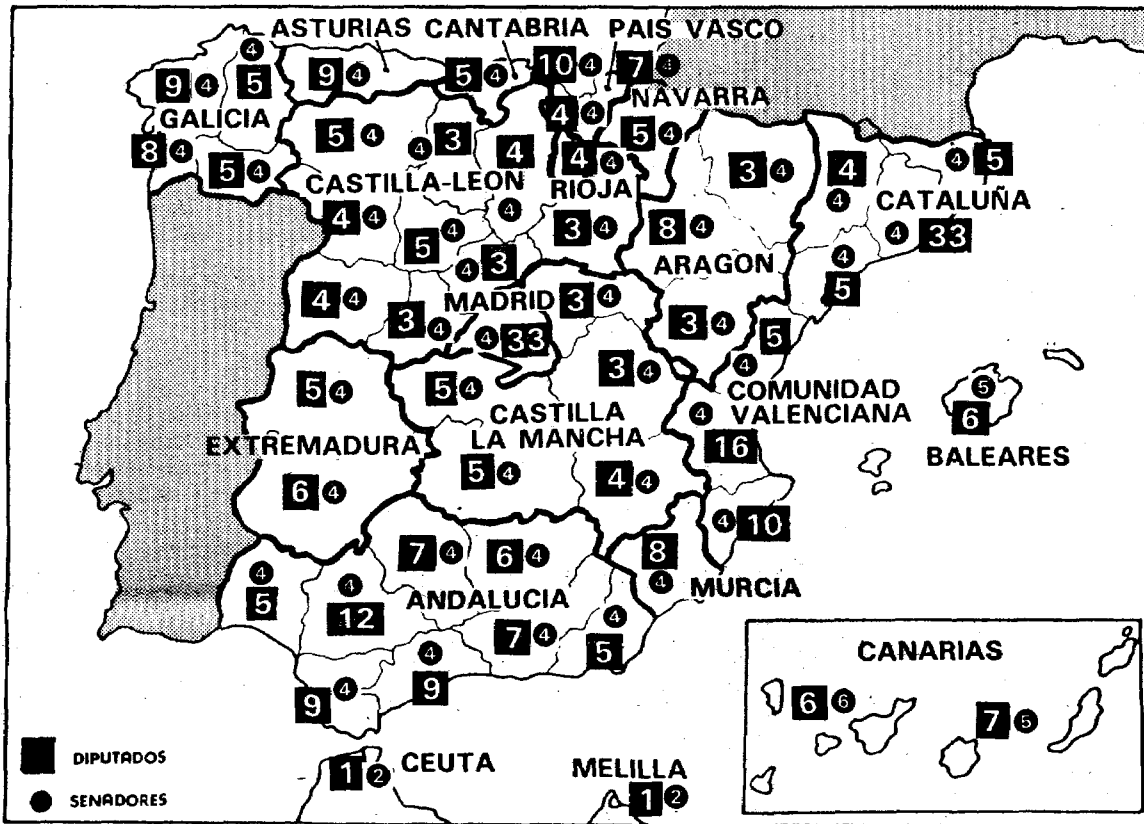 ASTURIAS CANTABRIA PAIS VASCO
4
9 4 5 9 4 5 4 10 4 7 4
GALICIA 4 4 NAVARRA
8 4 5 4 5 4 4 3 4 4 4 5 4
CASTILLA-LEON RIOJA 3 4 4 4 5
4 4 4 CATALUÑA
5 4 3 4 8 4 4 33
4 3 ARAGON 4
4 4 MADRID 3 4 5
3 4 4 33 3 4 5
5 4 5 4 3 4 4
CASTILLA COMUNIDAD 5
LA MANCHA 4 VALENCIANA 6
EXTREMADURA 16 BALEARES
6 4 5 4 4 4
4 10
7 4 6 4 8
4 4 4 MURCIA
5 12 ANDALUCIA 4
7 4 5
4 CANARIAS
9 4 9
6 6 7 5
DIPUTADOS
CEUTA
1 2
MELILLA
SENADORES
1 2